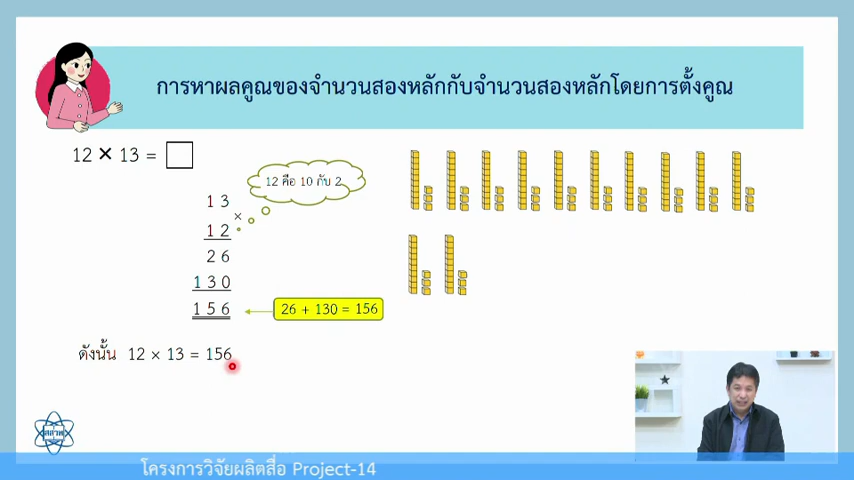 การหาผลคูณของจำนวนสองหลักกับจำนวนสองหลักโดยการตั้งคูณ
12 × 13 =
12 คือ 10 กับ 2
1 3
×
1 2
2 6
1 3 0
1 5 6
26 + 130 = 156
ดังนั้น 12 × 13 = 156
สสวท
โครงการวิจัยผลิตสื่อ Project-14